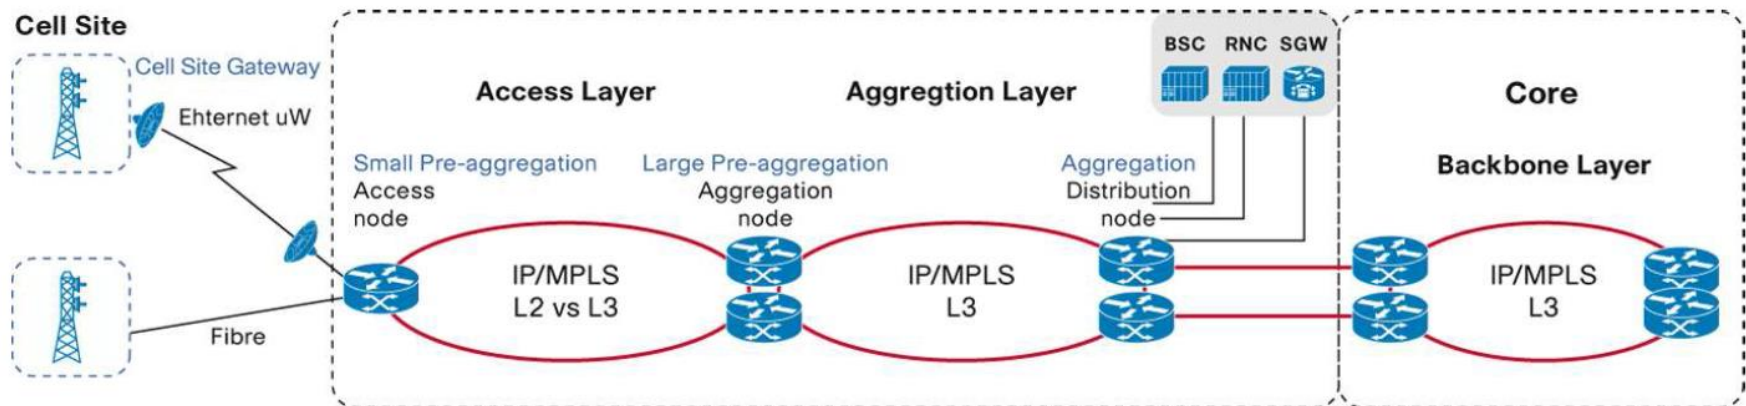 Cell Site
Cell Site Gateway
Ehternet uW
Fibre
Access Layer
Small Pre-aggregation
Access
node
IP/MPLS
L2 vs L3
Aggregtion Layer
Large Pre-aggregation
Aggregation
node
IP/MPLS
L3
BSC RNC SGW
Aggregation
Distribution
node
Core
Backbone Layer
IP/MPLS
L3